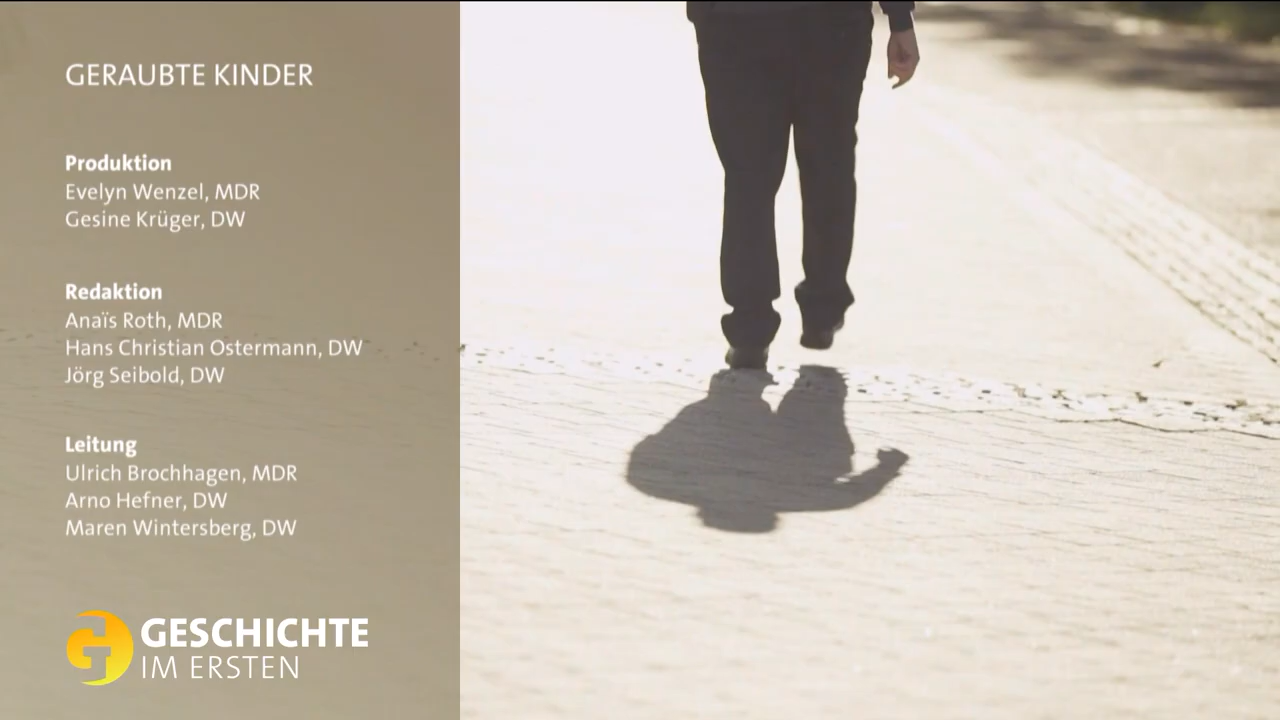 GERAUBTE KINDER
Produktion
Evelyn Wenzel, MDR
Gesine Krüger, DW
Redaktion
Anaïs Roth, MDR
Hans Christian Ostermann, DW
Jörg Seibold, DW
Leitung
Ulrich Brochhagen, MDR
Arno Hefner, DW
Maren Wintersberg, DW
GESCHICHTE
IM ERSTEN